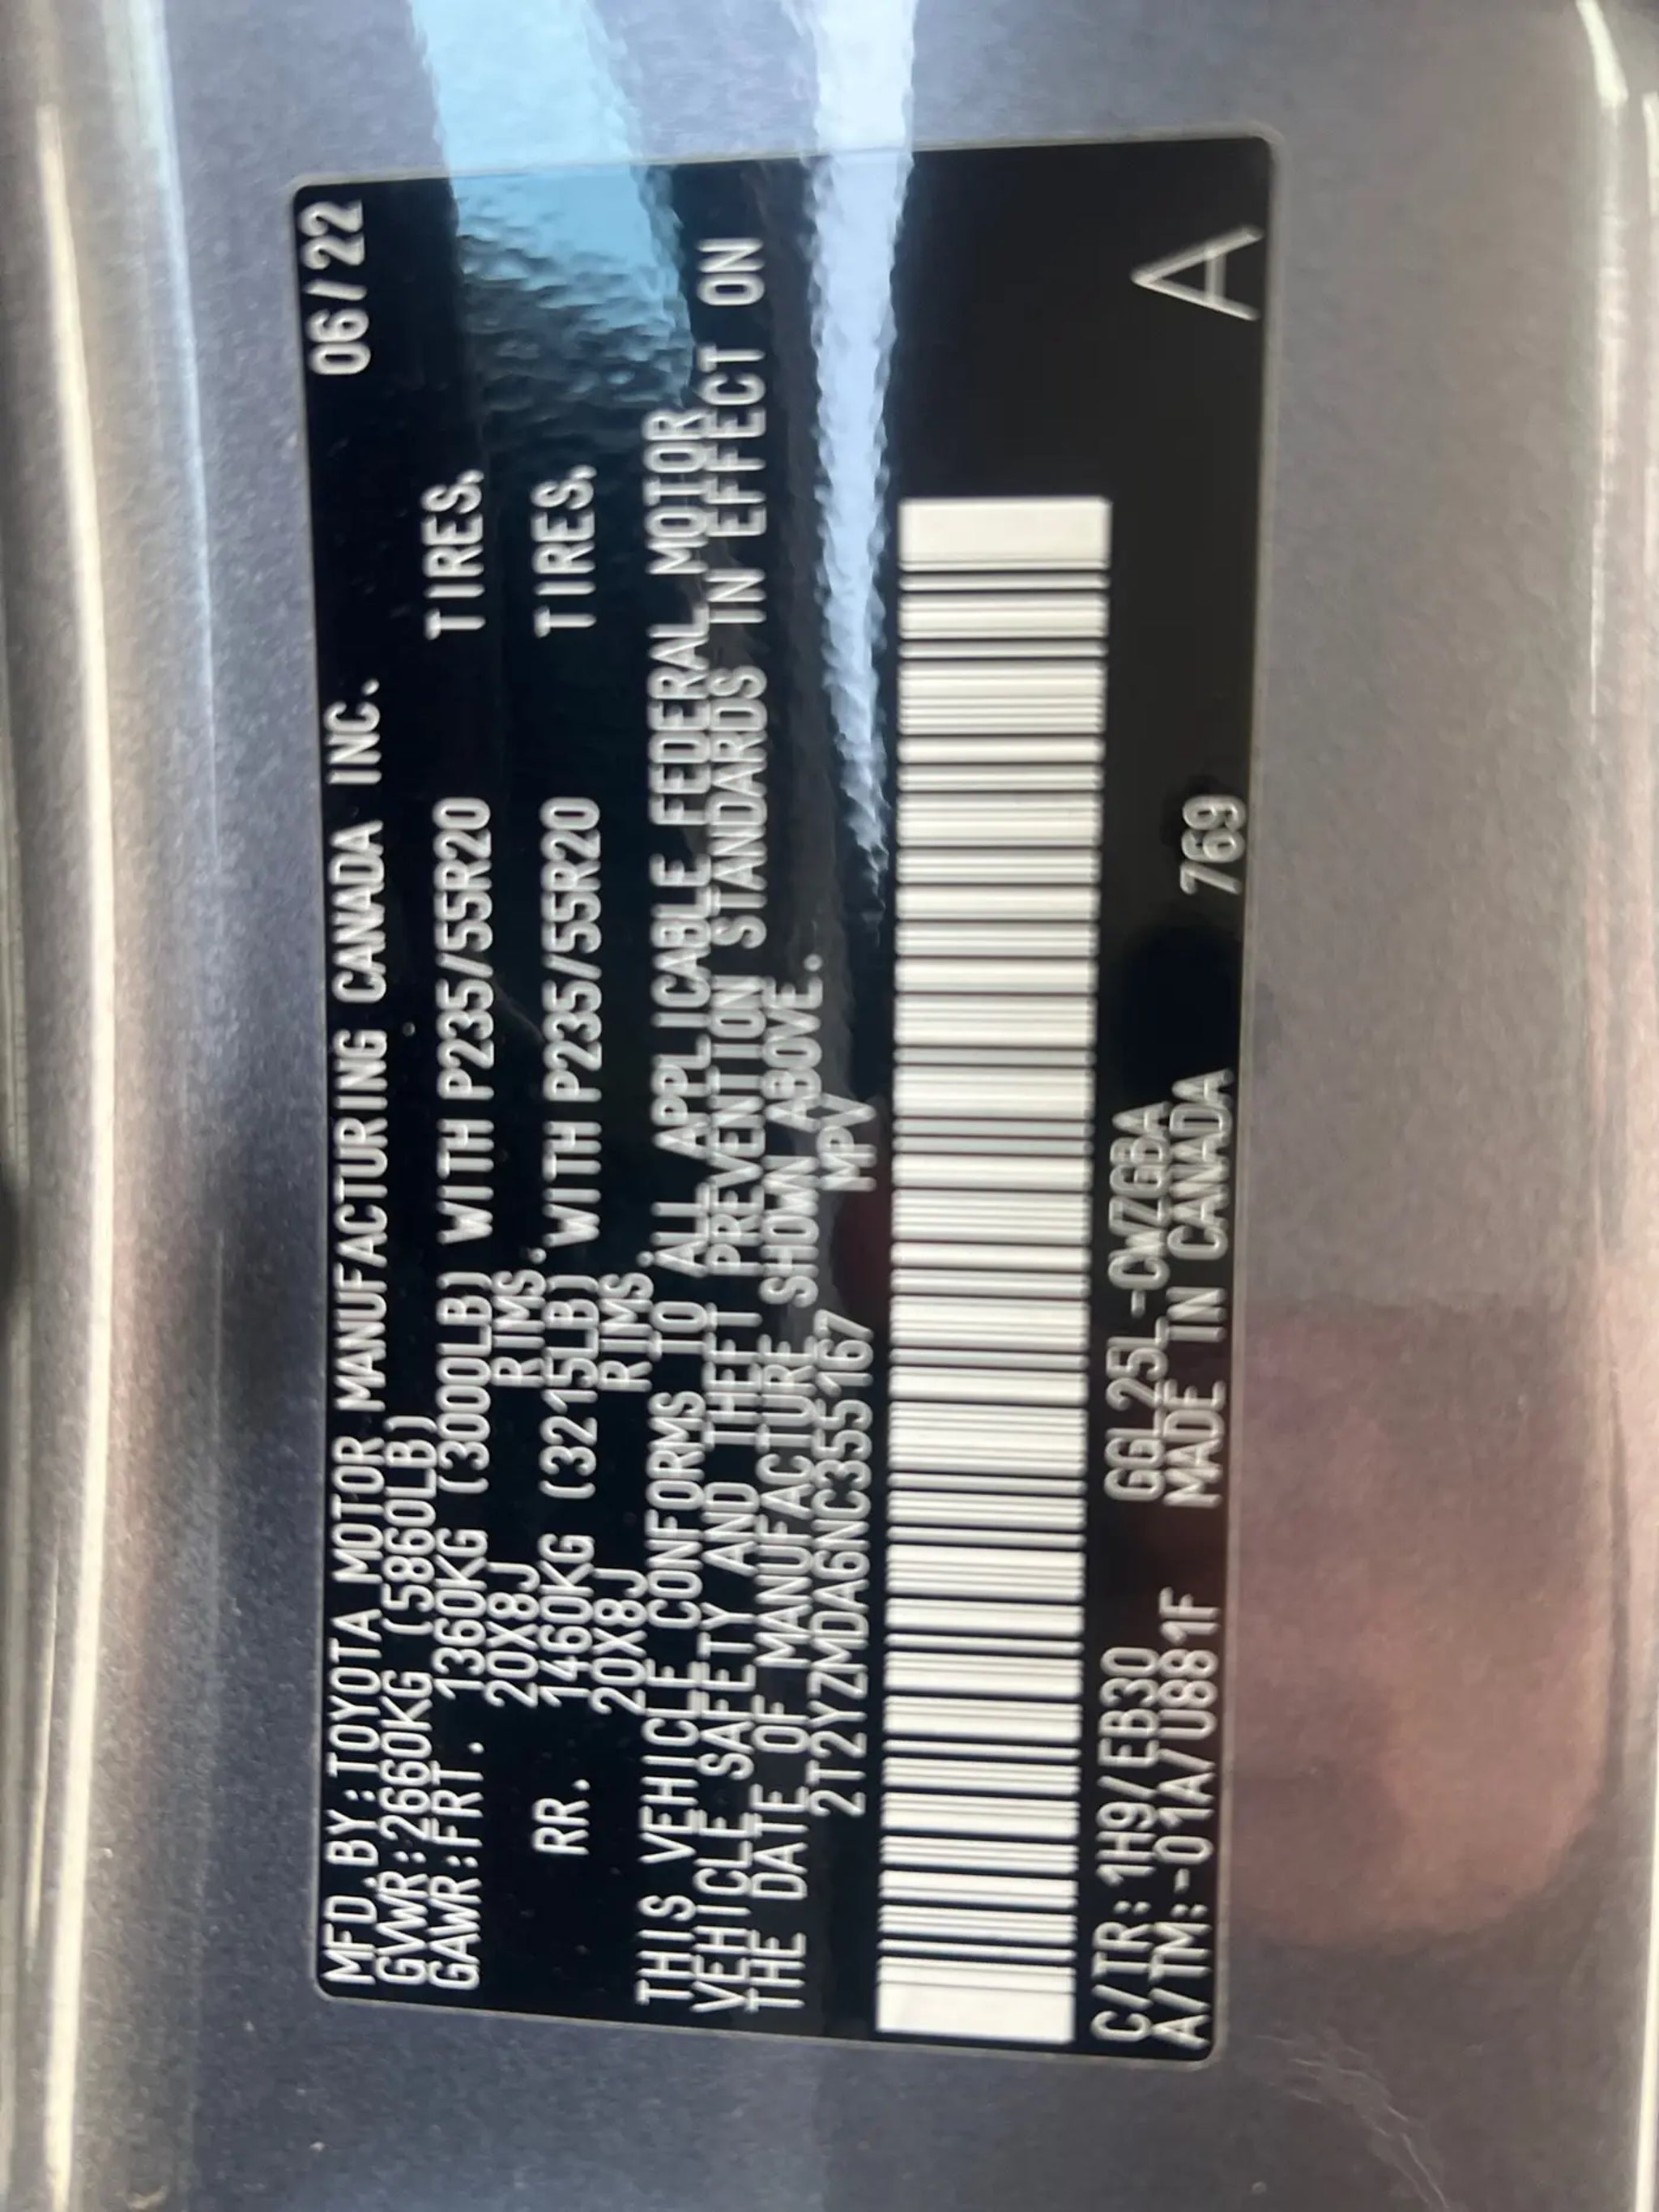 MFD.BY:TOYOTA MOTOR MANUFACTURING CANADA INC. 06/22
GVWR:2660KG (5860LB)
GAWR:FRT. 1360KG (3000LB) WITH P235/55R20 TIRES,
20X8J RIMS.
RR. 1460KG (3215LB) WITH P235/55R20 TIRES,
20X8J RIMS.
THIS VEHICLE CONFORMS TO ALL APPLICABLE FEDERAL MOTOR
VEHICLE SAFETY AND THEFT PREVENTION STANDARDS IN EFFECT ON
THE DATE OF MANUFACTURE SHOWN ABOVE.
2T2YZMDA6NC355167 MPV
C/TR: 1H9/EB30 GGL25L-CWZGBA
A/TM:-01A/U881F MADE IN CANADA 769
A